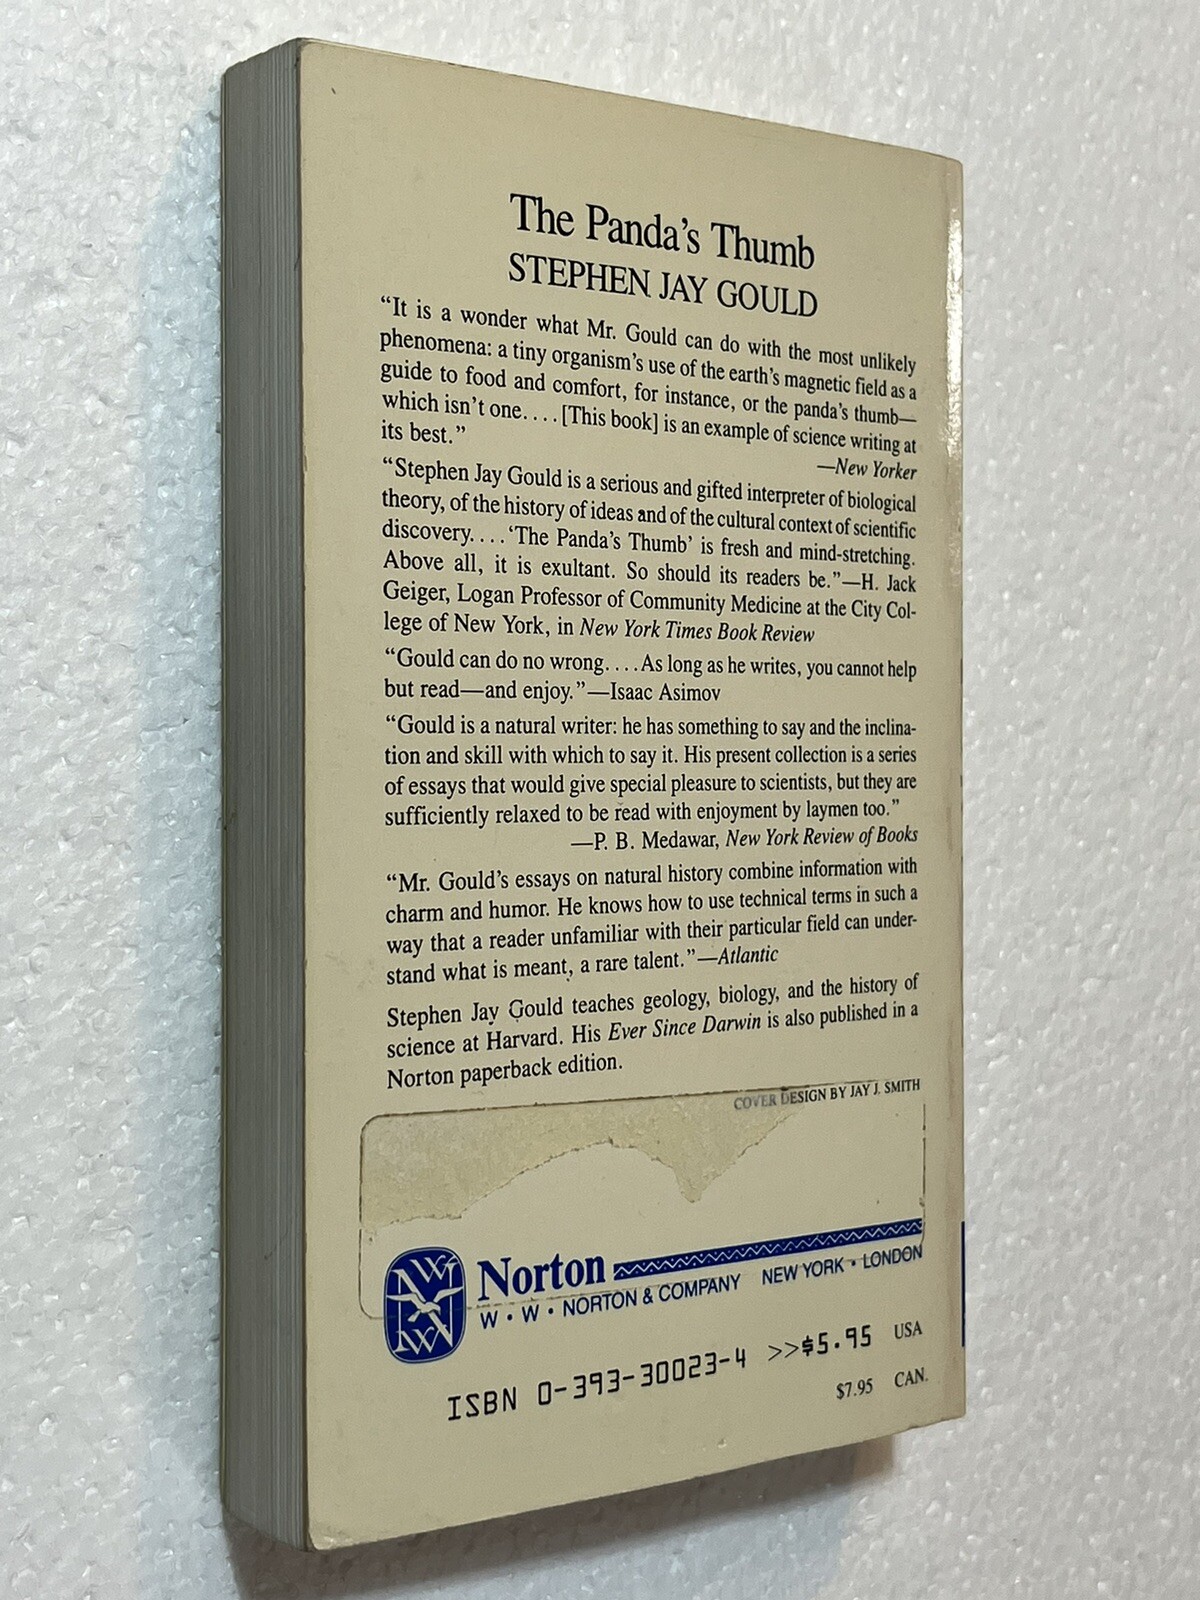 The Panda's Thumb
STEPHEN JAY GOULD
“It is a wonder what Mr. Gould can do with the most unlikely
phenomena: a tiny organism's use of the earth's magnetic field as a
guide to food and comfort, for instance, or the panda's thumb—
which isn't one.... [This book] is an example of science writing at
its best.”
—New Yorker
“Stephen Jay Gould is a serious and gifted interpreter of biological
theory, of the history of ideas and of the cultural context of scientific
discovery.... ‘The Panda's Thumb’ is fresh and mind-stretching.
Above all, it is exultant. So should its readers be.”—H. Jack
Geiger, Logan Professor of Community Medicine at the City Col-
lege of New York, in New York Times Book Review
“Gould can do no wrong.... As long as he writes, you cannot help
but read—and enjoy.”—Isaac Asimov
“Gould is a natural writer: he has something to say and the inclina-
tion and skill with which to say it. His present collection is a series
of essays that would give special pleasure to scientists, but they are
sufficiently relaxed to be read with enjoyment by laymen too.”
—P. B. Medawar, New York Review of Books
“Mr. Gould's essays on natural history combine information with
charm and humor. He knows how to use technical terms in such a
way that a reader unfamiliar with their particular field can under-
stand what is meant, a rare talent.”—Atlantic
Stephen Jay Gould teaches geology, biology, and the history of
science at Harvard. His Ever Since Darwin is also published in a
Norton paperback edition.
COVER DESIGN BY JAY J. SMITH
Norton
W • W • NORTON & COMPANY NEW YORK • LONDON
ISBN 0-393-30023-4 >>$5.95 USA
$7.95 CAN.